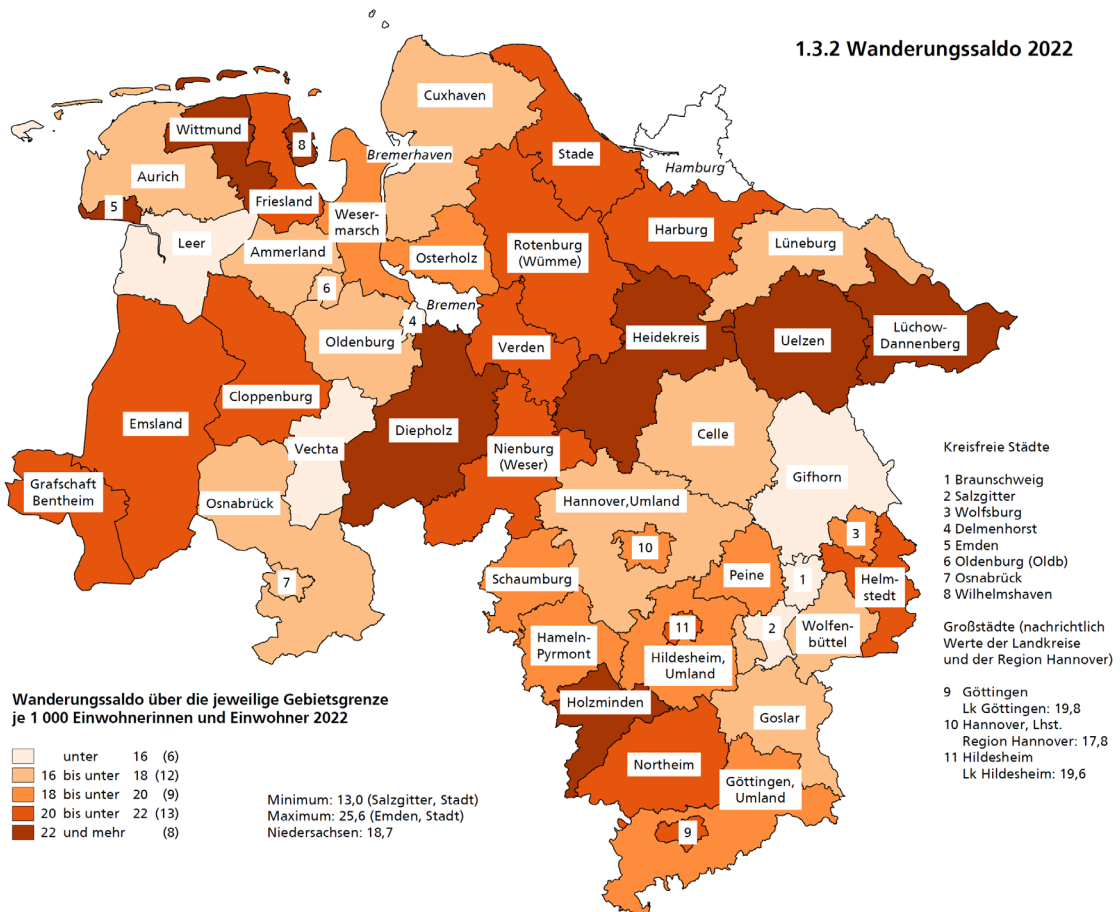 1.3.2 Wanderungssaldo 2022
Cuxhaven
Wittmund
8
Bremerhaven
Stade
Hamburg
Aurich
5
Friesland
Weser-
marsch
Leer
Ammerland
Osterholz
Rotenburg
(Wümme)
Harburg
Lüneburg
6
Bremen
4
Oldenburg
Verden
Heidekreis
Uelzen
Lüchow-
Dannenberg
Cloppenburg
Emsland
Diepholz
Celle
Vechta
Nienburg
(Weser)
Gifhorn
Grafschaft
Bentheim
Osnabrück
Hannover,Umland
10
3
7
Schaumburg
Peine
1
Helm-
stedt
11
2
Wolfen-
büttel
Hameln-
Pyrmont
Hildesheim,
Umland
Holzminden
Goslar
Northeim
Göttingen,
Umland
9
Kreisfreie Städte
1 Braunschweig
2 Salzgitter
3 Wolfsburg
4 Delmenhorst
5 Emden
6 Oldenburg (Oldb)
7 Osnabrück
8 Wilhelmshaven
Großstädte (nachrichtlich
Werte der Landkreise
und der Region Hannover)
9 Göttingen
Lk Göttingen: 19,8
10 Hannover, Lhst.
Region Hannover: 17,8
11 Hildesheim
Lk Hildesheim: 19,6
Wanderungssaldo über die jeweilige Gebietsgrenze
je 1 000 Einwohnerinnen und Einwohner 2022
unter 16 (6)
16 bis unter 18 (12)
18 bis unter 20 (9)
20 bis unter 22 (13)
22 und mehr (8)
Minimum: 13,0 (Salzgitter, Stadt)
Maximum: 25,6 (Emden, Stadt)
Niedersachsen: 18,7